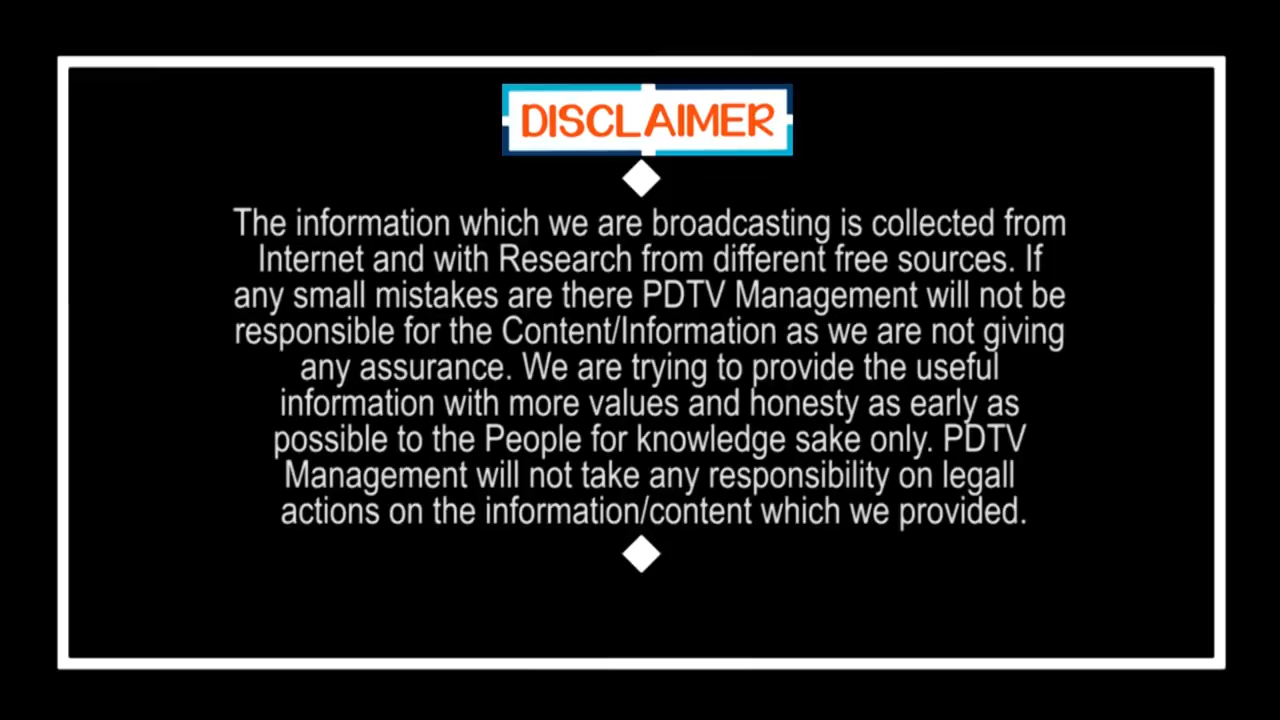 DISCLAIMER
The information which we are broadcasting is collected from
Internet and with Research from different free sources. If
any small mistakes are there PDTV Management will not be
responsible for the Content/Information as we are not giving
any assurance. We are trying to provide the useful
information with more values and honesty as early as
possible to the People for knowledge sake only. PDTV
Management will not take any responsibility on legall
actions on the information/content which we provided.